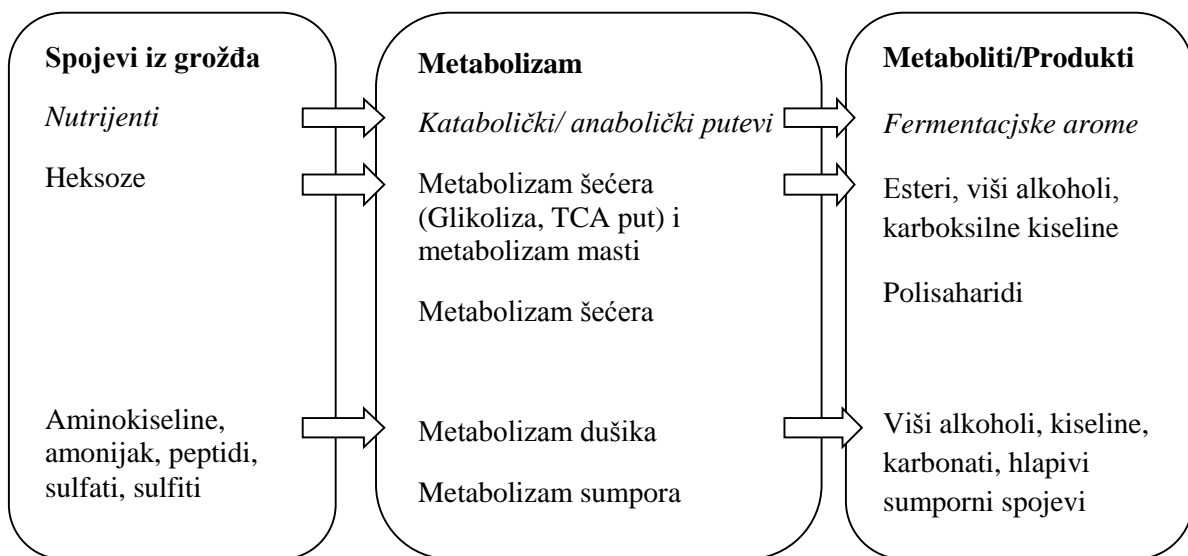 Spojevi iz grožđa
Nutrijenti
Heksoze
Aminokiseline,
amonijak, peptidi,
sulfati, sulfiti
Metabolizam
Katabolički/ anabolički putevi
Metabolizam šećera
(Glikoliza, TCA put) i
metabolizam masti
Metabolizam šećera
Metabolizam dušika
Metabolizam sumpora
Metaboliti/Produkti
Fermentacjske arome
Esteri, viši alkoholi,
karboksilne kiseline
Polisaharidi
Viši alkoholi, kiseline,
karbonati, hlapivi
sumporni spojevi